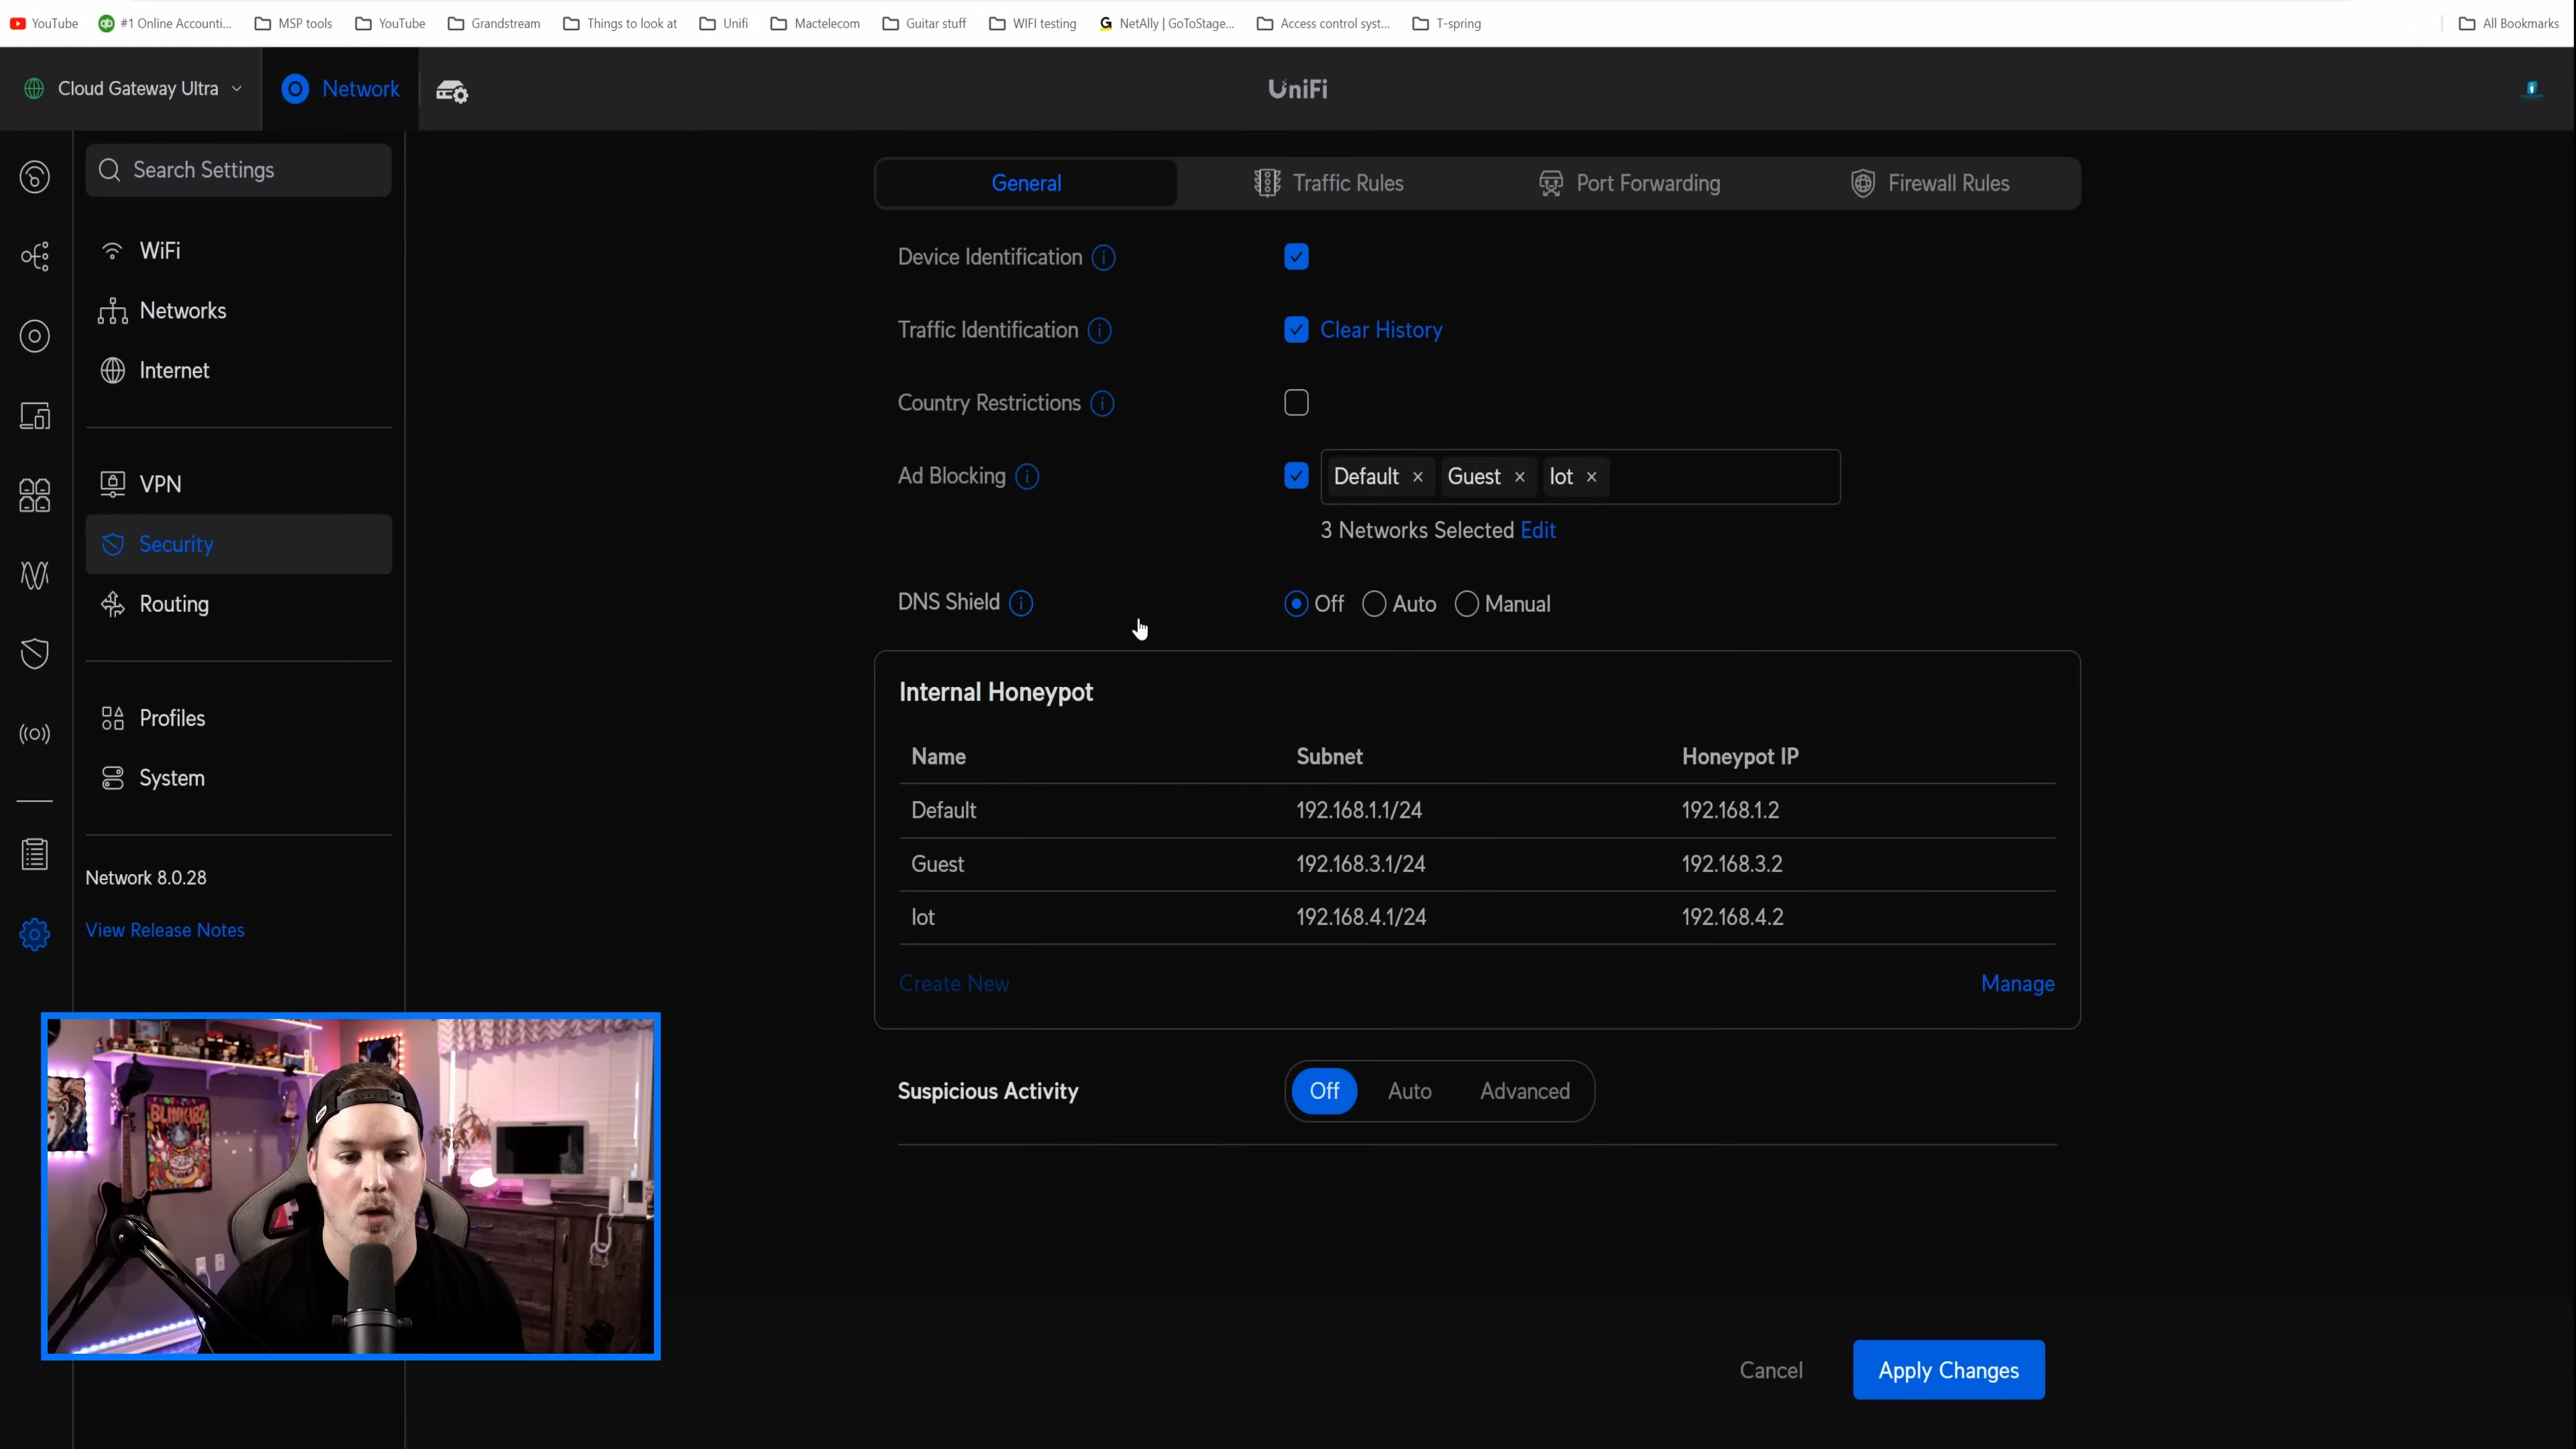 YouTube #1 Online Accounti... MSP tools YouTube Grandstream Things to look at Unifi Mactelecom Guitar stuff WIFI testing NetAlly | GoToStage... Access control syst... T-spring All Bookmarks
Cloud Gateway Ultra Network UniFi
Search Settings
WiFi
Networks
Internet
VPN
Security
Routing
Profiles
System
Network 8.0.28
View Release Notes
General Traffic Rules Port Forwarding Firewall Rules
Device Identification
Traffic Identification Clear History
Country Restrictions
Ad Blocking Default × Guest × Iot ×
3 Networks Selected Edit
DNS Shield Off Auto Manual
Internal Honeypot
Name Subnet Honeypot IP
Default 192.168.1.1/24 192.168.1.2
Guest 192.168.3.1/24 192.168.3.2
Iot 192.168.4.1/24 192.168.4.2
Create New Manage
Suspicious Activity Off Auto Advanced
BLINK182
Cancel Apply Changes